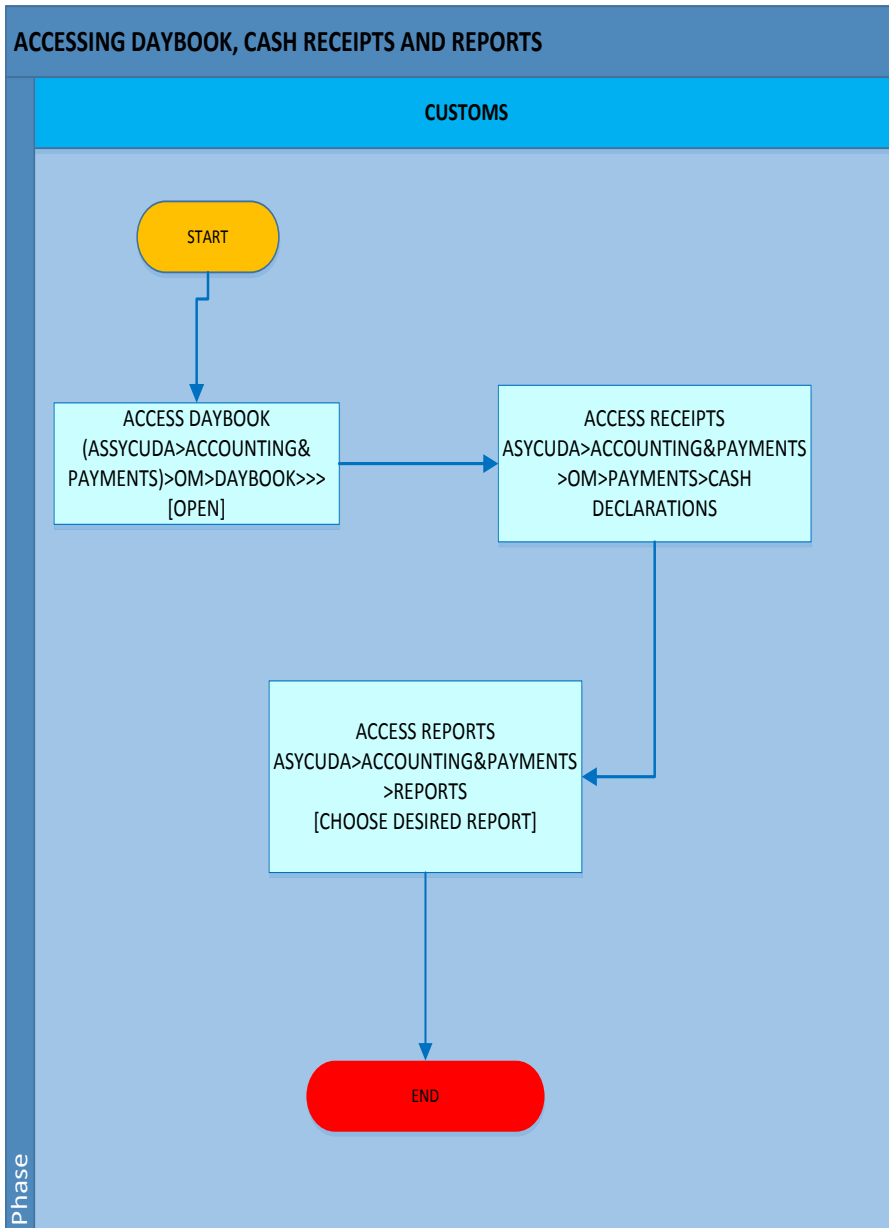 ACCESSING DAYBOOK, CASH RECEIPTS AND REPORTS
CUSTOMS
START
ACCESS DAYBOOK
(ASSYCUDA>ACCOUNTING&
PAYMENTS)>OM>DAYBOOK>>>
[OPEN]
ACCESS RECEIPTS
ASYCUDA>ACCOUNTING&PAYMENTS
>OM>PAYMENTS>CASH
DECLARATIONS
ACCESS REPORTS
ASYCUDA>ACCOUNTING&PAYMENTS
>REPORTS
[CHOOSE DESIRED REPORT]
END
Phase